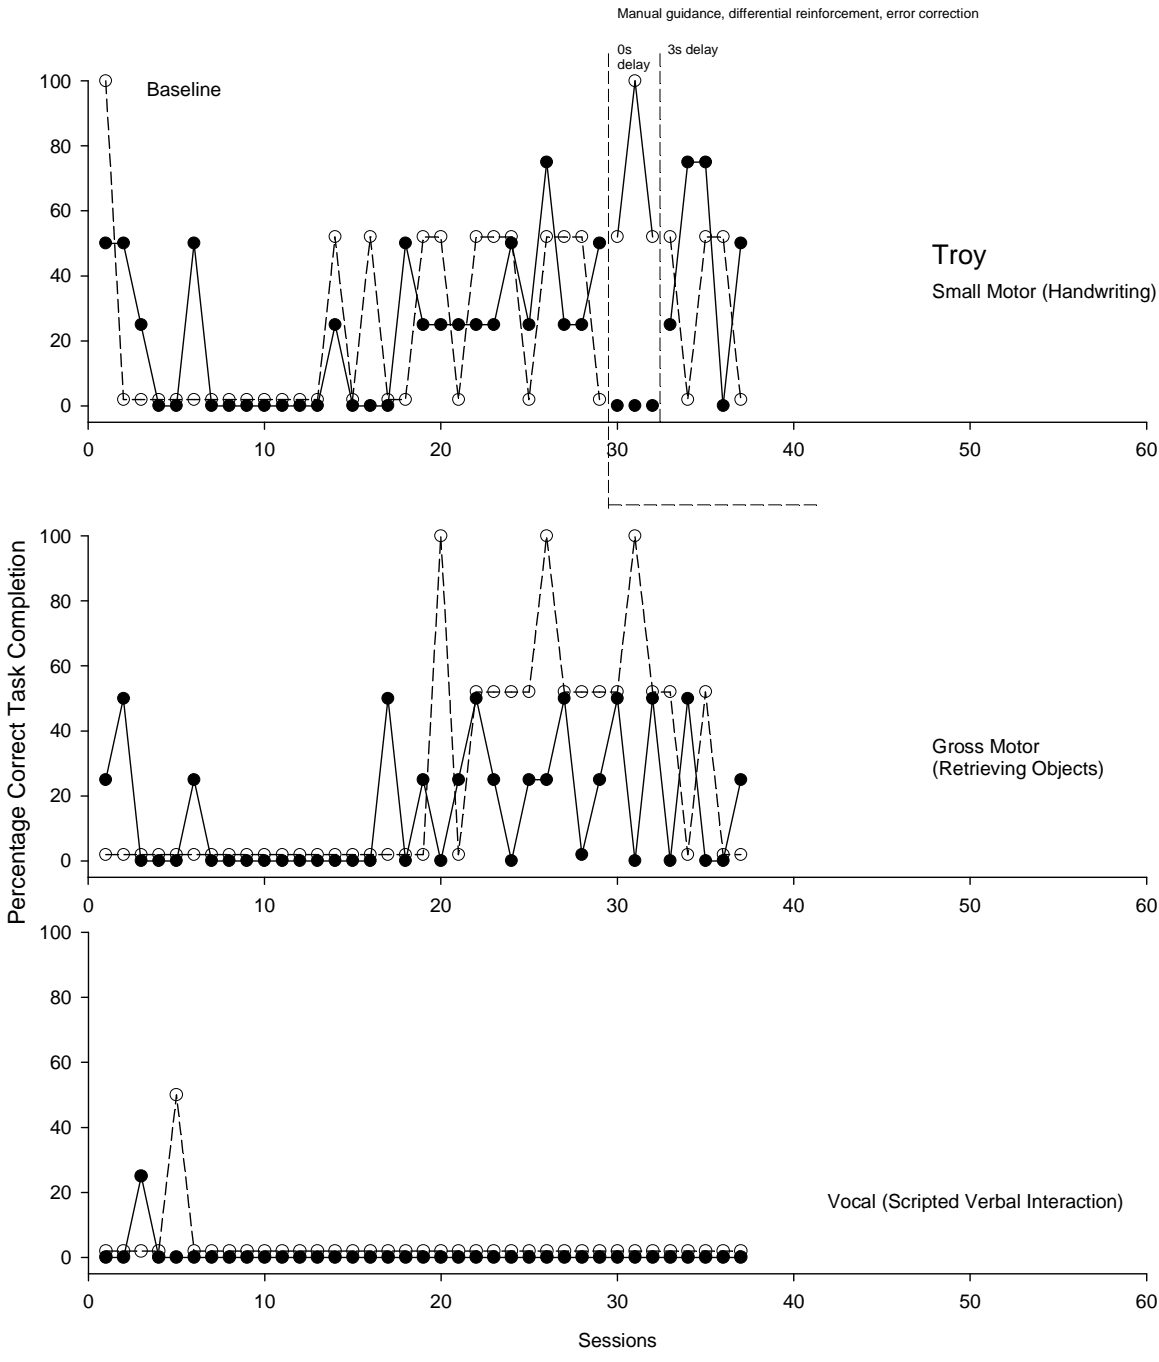 Manual guidance, differential reinforcement, error correction
0s
delay
3s delay
Baseline
100
80
60
40
20
0
Troy
Small Motor (Handwriting)
0 10 20 30 40 50 60
Percentage Correct Task Completion
100
80
60
40
20
0
Gross Motor
(Retrieving Objects)
0 10 20 30 40 50 60
100
80
60
40
20
0
Vocal (Scripted Verbal Interaction)
0 10 20 30 40 50 60
Sessions